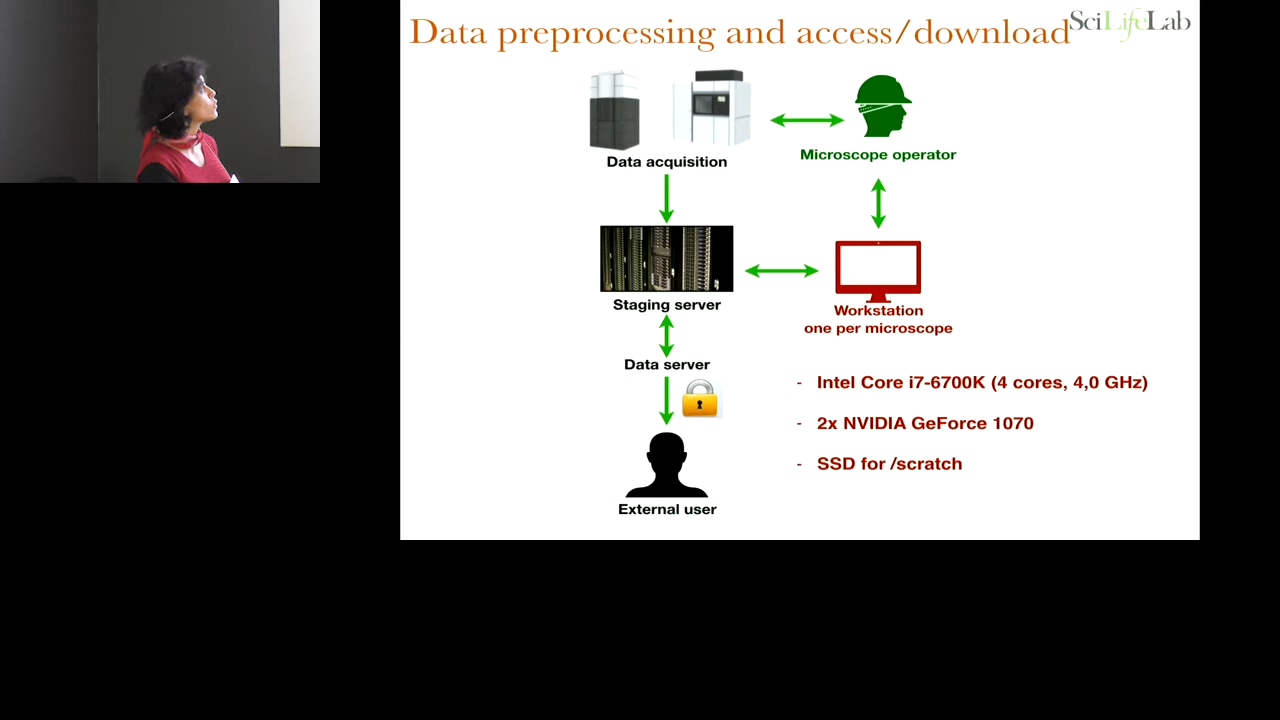 Data preprocessing and access/download
SciLifeLab
Data acquisition
Microscope operator
Staging server
Workstation
one per microscope
Data server
- Intel Core i7-6700K (4 cores, 4,0 GHz)
- 2x NVIDIA GeForce 1070
- SSD for /scratch
External user